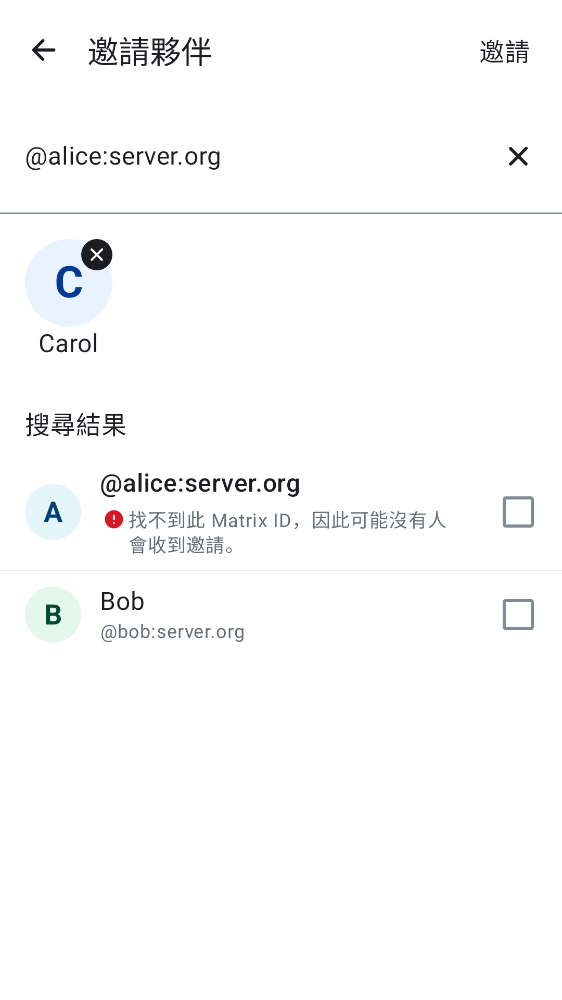 邀請夥伴
邀請
@alice:server.org
C
Carol
搜尋結果
A
@alice:server.org
找不到此 Matrix ID，因此可能沒有人
會收到邀請。
B
Bob
@bob:server.org